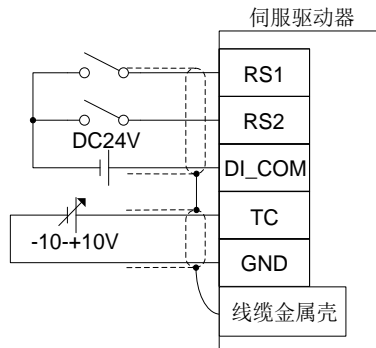 伺服驱动器
RS1
RS2
DC24V
DI_COM
TC
-10-+10V
GND
线缆金属壳